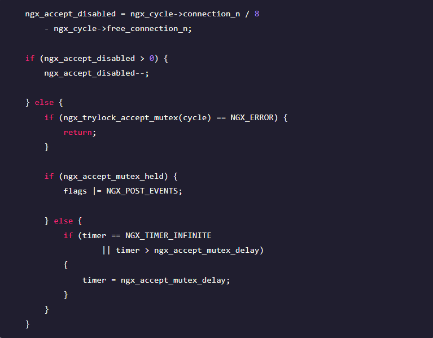 ngx_accept_disabled = ngx_cycle->connection_n / 8
- ngx_cycle->free_connection_n;
if (ngx_accept_disabled > 0) {
ngx_accept_disabled--;
} else {
if (ngx_trylock_accept_mutex(cycle) == NGX_ERROR) {
return;
}
if (ngx_accept_mutex_held) {
flags |= NGX_POST_EVENTS;
} else {
if (timer == NGX_TIMER_INFINITE
|| timer > ngx_accept_mutex_delay)
{
timer = ngx_accept_mutex_delay;
}
}
}